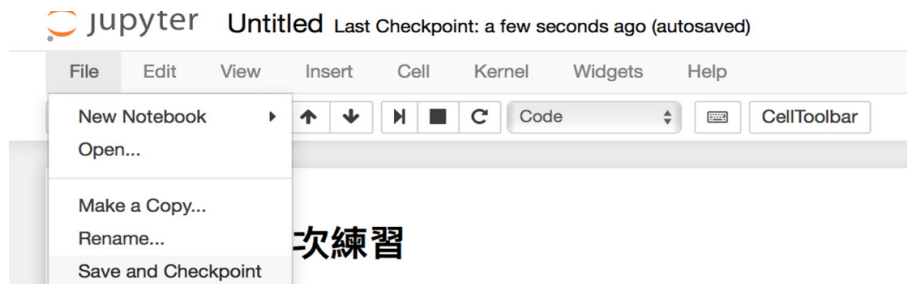 jupyter Untitled Last Checkpoint: a few seconds ago (autosaved)
File Edit View Insert Cell Kernel Widgets Help
New Notebook Code CellToolbar
Open...
Make a Copy...
Rename...
次練習
Save and Checkpoint